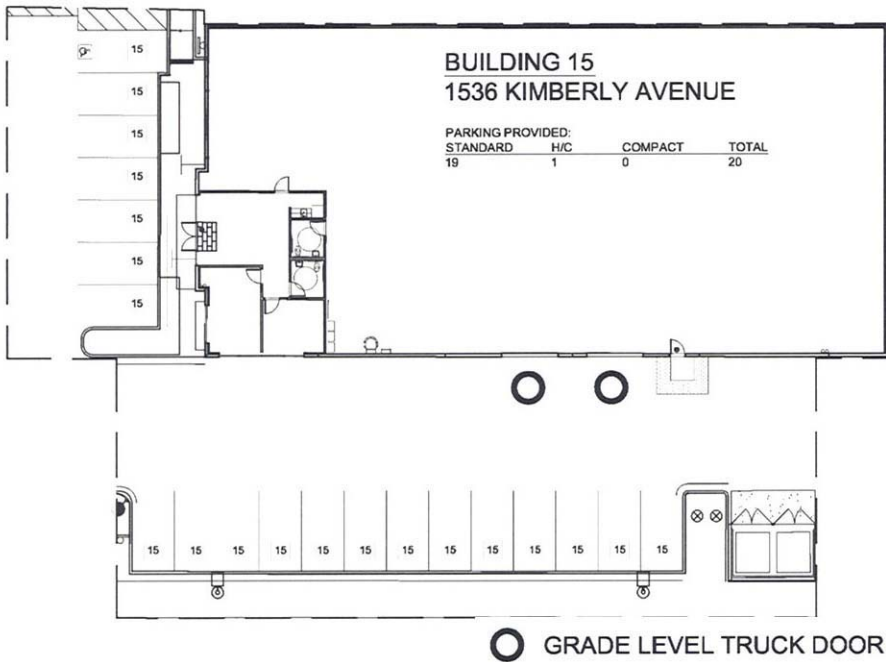 15
15
15
15
15
15
15
BUILDING 15
1536 KIMBERLY AVENUE
PARKING PROVIDED:
STANDARD H/C COMPACT TOTAL
19 1 0 20
15 15 15 15 15 15 15 15 15 15 15 15 15
GRADE LEVEL TRUCK DOOR